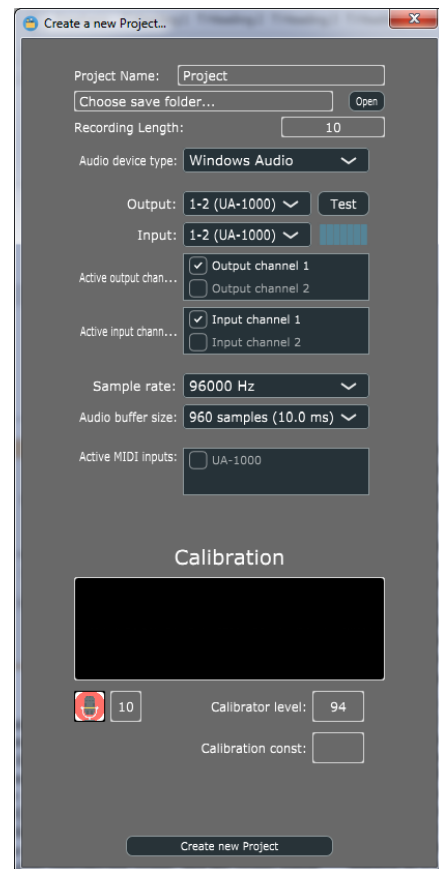 Create a new Project...
Project Name: Project
Choose save folder... Open
Recording Length: 10
Audio device type: Windows Audio
Output: 1-2 (UA-1000) Test
Input: 1-2 (UA-1000)
Active output chan... Output channel 1
Output channel 2
Active input chann... Input channel 1
Input channel 2
Sample rate: 96000 Hz
Audio buffer size: 960 samples (10.0 ms)
Active MIDI inputs: UA-1000
Calibration
10 Calibrator level: 94
Calibration const:
Create new Project